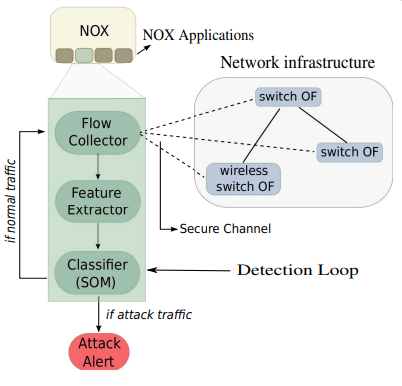 NOX
NOX Applications
Network infrastructure
switch OF
Flow
Collector
switch OF
wireless
switch OF
if normal traffic
Feature
Extractor
Secure Channel
Classifier
(SOM)
Detection Loop
if attack traffic
Attack
Alert